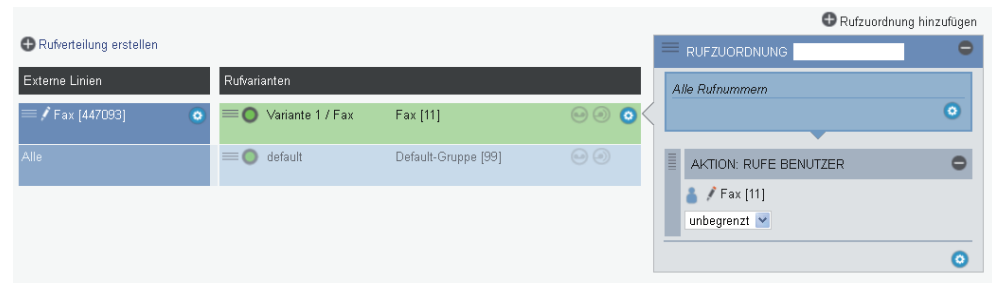 Rufzuordnung hinzufügen
Rufverteilung erstellen
RUFZUORDNUNG
Externe Linien
Rufvarianten
Alle Rufnummern
Fax [447093]
Variante 1 / Fax
Fax [11]
Alle
default
Default-Gruppe [99]
AKTION: RUFE BENUTZER
Fax [11]
unbegrenzt